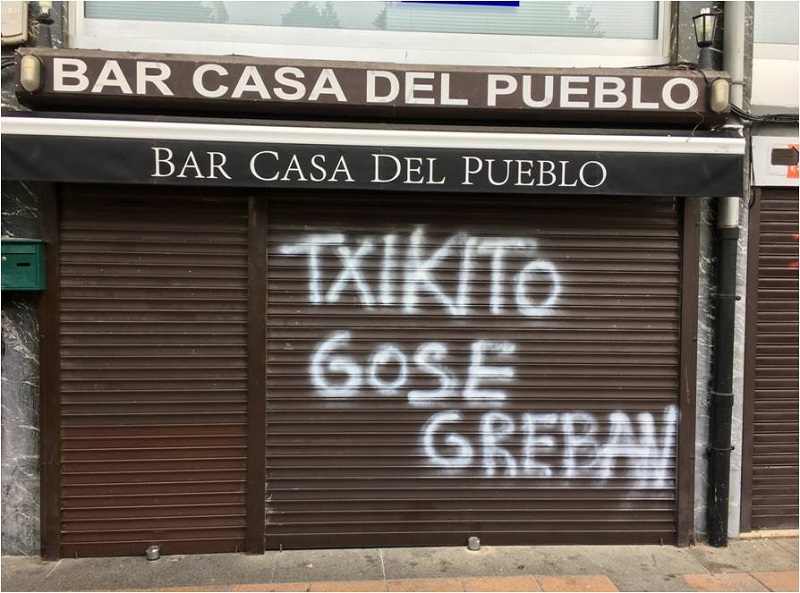 BAR CASA DEL PUEBLO
BAR CASA DEL PUEBLO
TXIKITO
GOSE
GREBAN